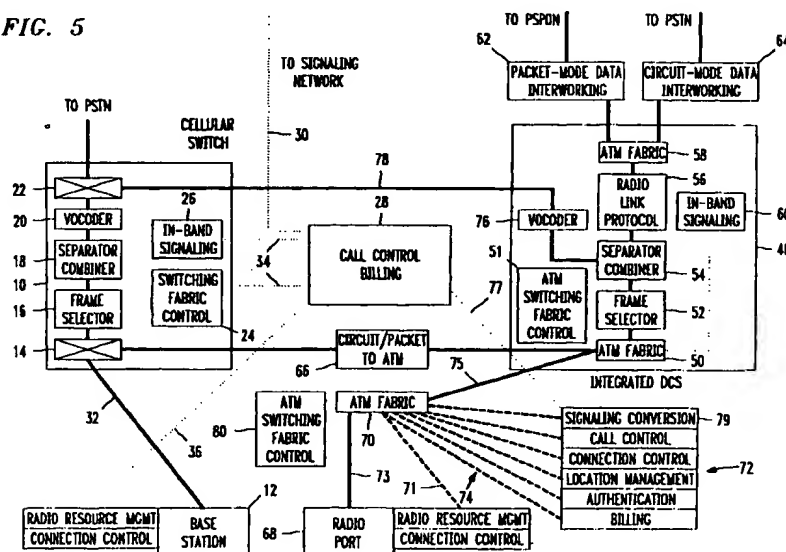 FIG. 5
TO PSPDN
TO PSTN
62
64
TO SIGNALING
NETWORK
PACKET-MODE DATA
INTERWORKING
CIRCUIT-MODE DATA
INTERWORKING
TO PSTN
CELLULAR
SWITCH
30
78
ATM FABRIC
58
22
26
28
56
20
VOCODER
IN-BAND
SIGNALING
76
VOCODER
RADIO
LINK
PROTOCOL
IN-BAND
SIGNALING
60
18
SEPARATOR
COMBINER
34
CALL CONTROL
BILLING
51
SEPARATOR
COMBINER
54
48
10
SWITCHING
FABRIC
CONTROL
77
ATM
SWITCHING
FABRIC
CONTROL
16
FRAME
SELECTOR
24
FRAME
SELECTOR
52
14
CIRCUIT/PACKET
TO ATM
ATM FABRIC
50
66
75
INTEGRATED DCS
32
36
80
ATM
SWITCHING
FABRIC
CONTROL
ATM FABRIC
70
SIGNALING CONVERSION
79
CALL CONTROL
CONNECTION CONTROL
LOCATION MANAGEMENT
72
AUTHENTICATION
BILLING
12
73
71
74
68
RADIO RESOURCE MGMT
CONNECTION CONTROL
BASE
STATION
RADIO
PORT
RADIO RESOURCE MGMT
CONNECTION CONTROL